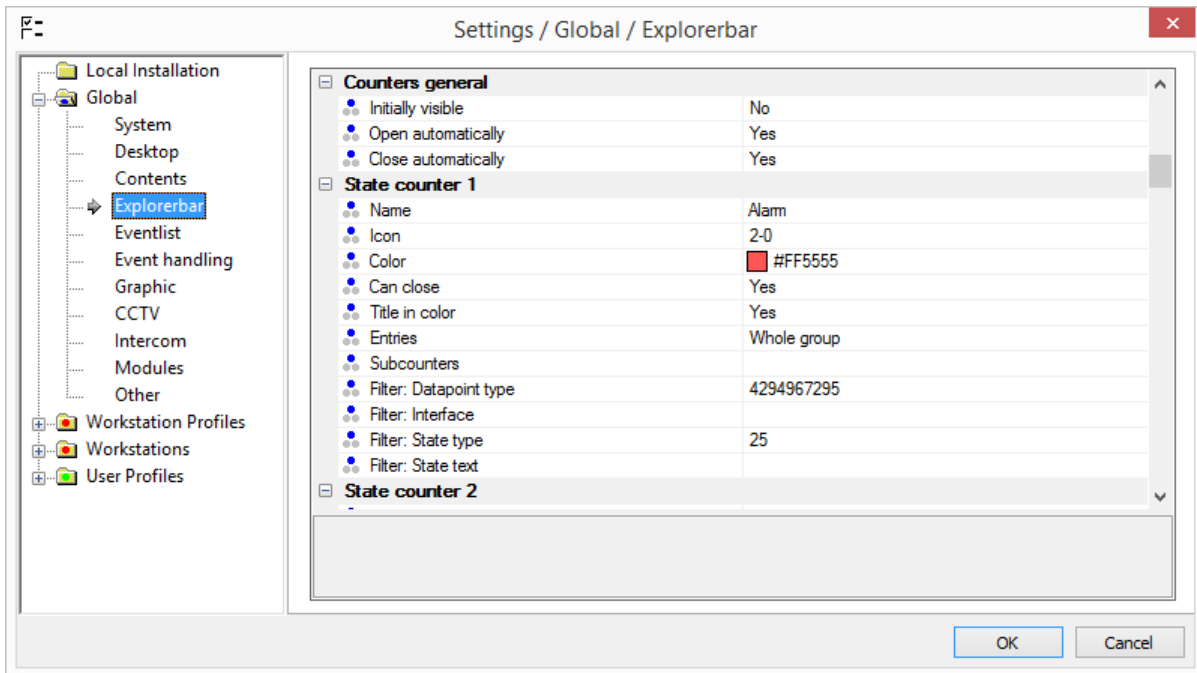 Settings / Global / Explorerbar
Local Installation
Global
System
Desktop
Contents
Explorerbar
Eventlist
Event handling
Graphic
CCTV
Intercom
Modules
Other
Workstation Profiles
Workstations
User Profiles
Counters general
Initially visible No
Open automatically Yes
Close automatically Yes
State counter 1
Name Alarm
Icon 2-0
Color #FF5555
Can close Yes
Title in color Yes
Entries Whole group
Subcounters
Filter: Datapoint type 4294967295
Filter: Interface
Filter: State type 25
Filter: State text
State counter 2
OK Cancel